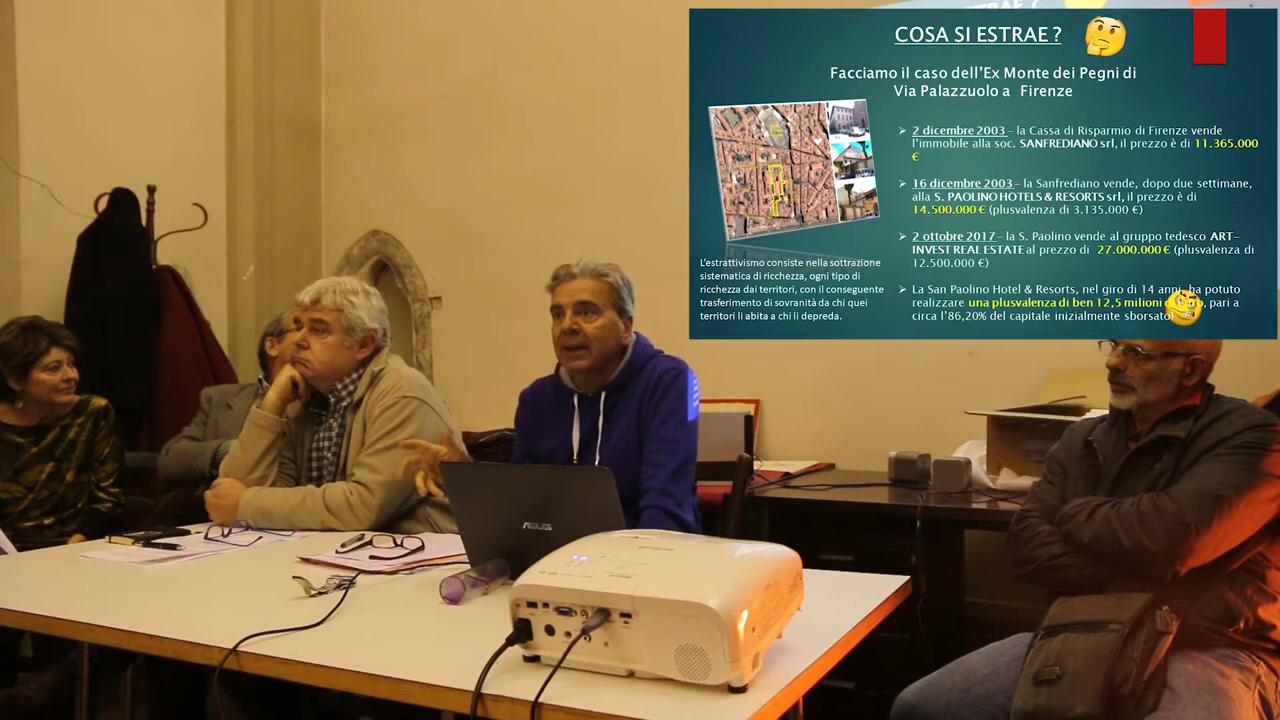 COSA SI ESTRAE ?
Facciamo il caso dell'Ex Monte dei Pegni di
Via Palazzuolo a Firenze
➢ 2 dicembre 2003 – la Cassa di Risparmio di Firenze vende
l'immobile alla soc. SANFREDIANO srl, il prezzo è di 11.365.000
€
➢ 16 dicembre 2003 – la Sanfrediano vende, dopo due settimane,
alla S. PAOLINO HOTELS & RESORTS srl, il prezzo è di
14.500.000 € (plusvalenza di 3.135.000 €)
➢ 2 ottobre 2017 – la S. Paolino vende al gruppo tedesco ART-
INVEST REAL ESTATE al prezzo di 27.000.000 € (plusvalenza di
12.500.000 €)
➢ La San Paolino Hotel & Resorts, nel giro di 14 anni, ha potuto
realizzare una plusvalenza di ben 12,5 milioni , pari a
circa l'86,20% del capitale inizialmente sborsato!
L'estrattivismo consiste nella sottrazione
sistematica di ricchezza, ogni tipo di
ricchezza dai territori, con il conseguente
trasferimento di sovranità da chi quei
territori li abita a chi li depreda.
ASUS
EPSON